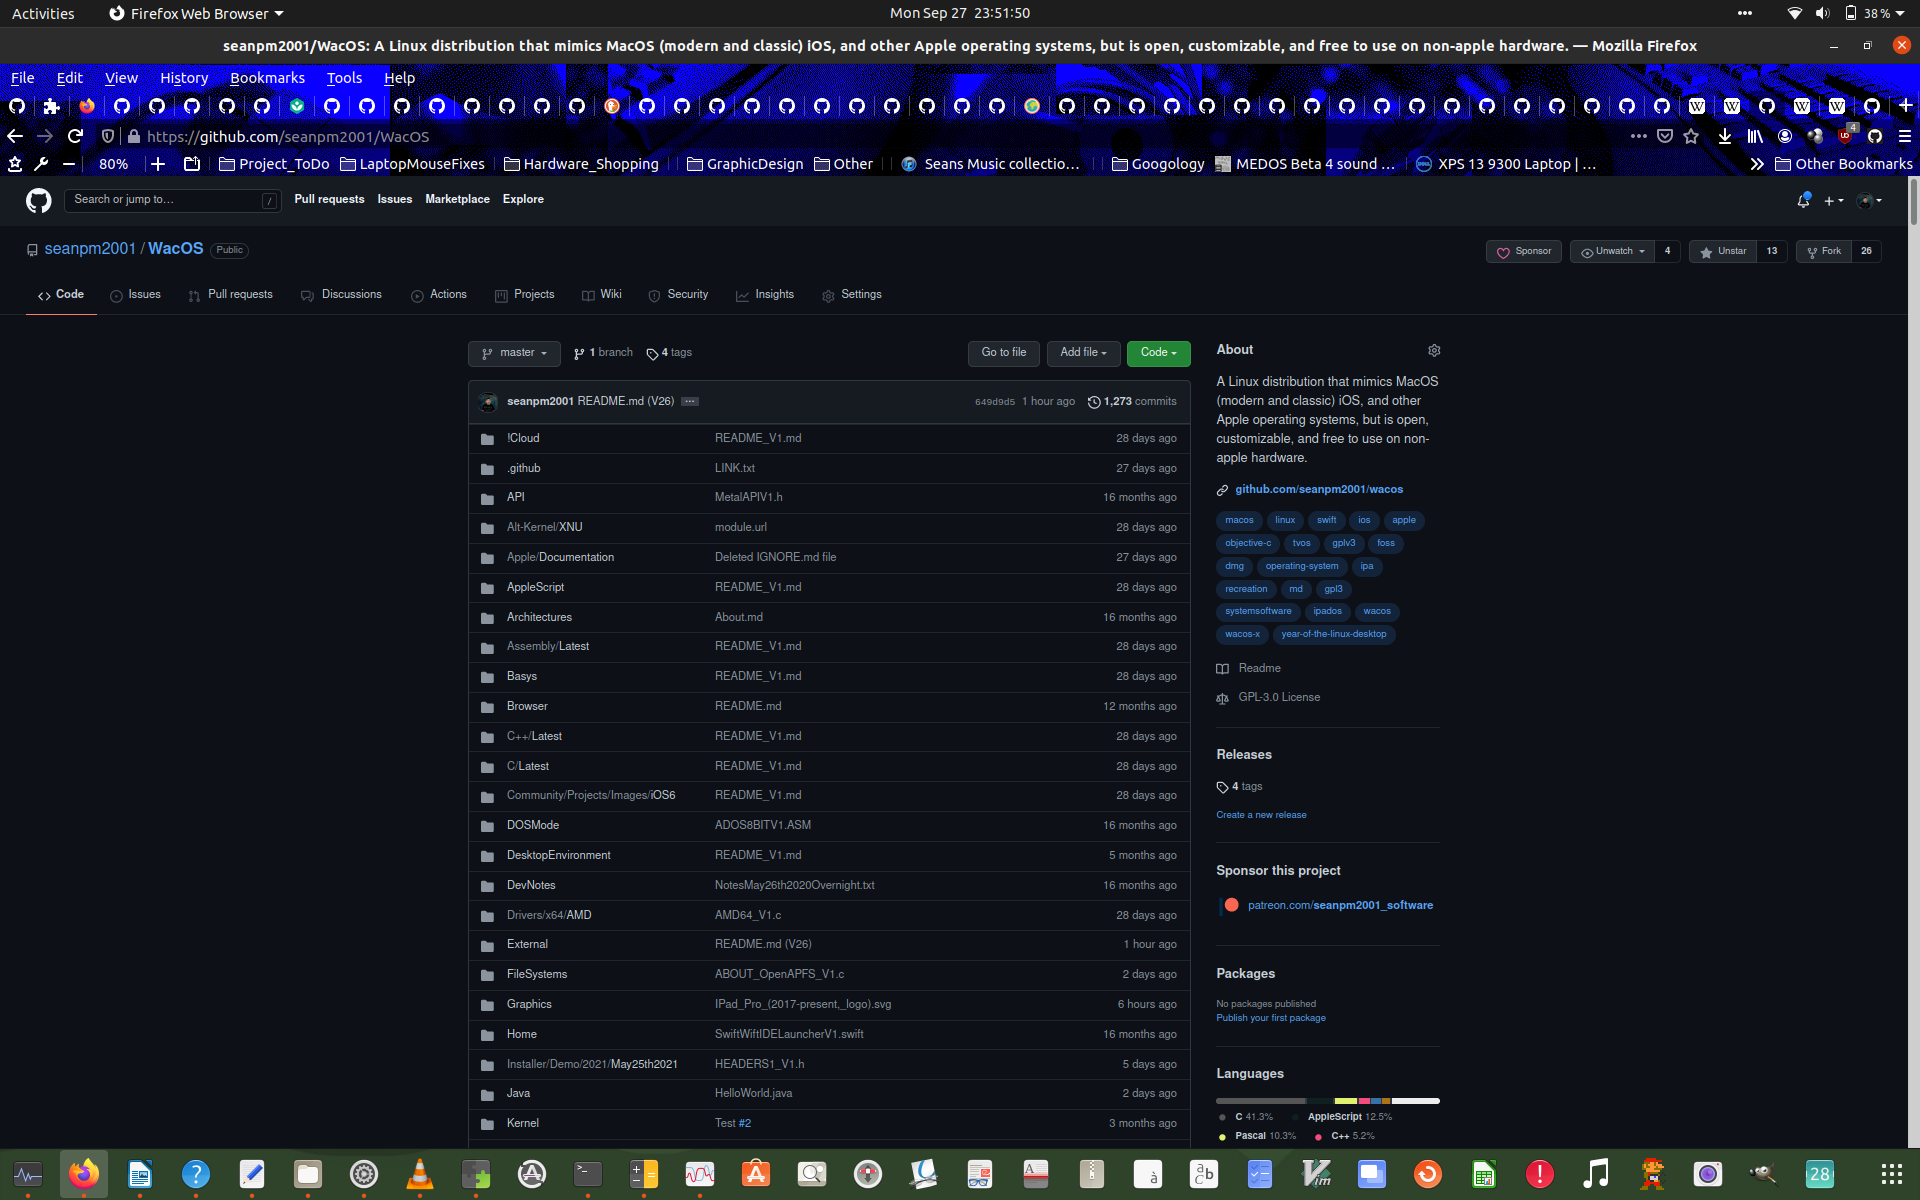 Activities Firefox Web Browser Mon Sep 27 23:51:50 38 %
seanpm2001/WacOS: A Linux distribution that mimics MacOS (modern and classic) iOS, and other Apple operating systems, but is open, customizable, and free to use on non-apple hardware. — Mozilla Firefox
File Edit View History Bookmarks Tools Help
https://github.com/seanpm2001/WacOS 4
80% Project_ToDo LaptopMouseFixes Hardware_Shopping GraphicDesign Other Seans Music collectio... Googology MEDOS Beta 4 sound ... XPS 13 9300 Laptop | ... Other Bookmarks
Search or jump to... / Pull requests Issues Marketplace Explore
seanpm2001 / WacOS Public Sponsor Unwatch 4 Unstar 13 Fork 26
Code Issues Pull requests Discussions Actions Projects Wiki Security Insights Settings
master 1 branch 4 tags Go to file Add file Code
seanpm2001 README.md (V26) ... 649d9d5 1 hour ago 1,273 commits
!Cloud README_V1.md 28 days ago
.github LINK.txt 27 days ago
API MetalAPIV1.h 16 months ago
Alt-Kernel/XNU module.url 28 days ago
Apple/Documentation Deleted IGNORE.md file 27 days ago
AppleScript README_V1.md 28 days ago
Architectures About.md 16 months ago
Assembly/Latest README_V1.md 28 days ago
Basys README_V1.md 28 days ago
Browser README.md 12 months ago
C++/Latest README_V1.md 28 days ago
C/Latest README_V1.md 28 days ago
Community/Projects/Images/iOS6 README_V1.md 28 days ago
DOSMode ADOS8BITV1.ASM 16 months ago
DesktopEnvironment README_V1.md 5 months ago
DevNotes NotesMay26th2020Overnight.txt 16 months ago
Drivers/x64/AMD AMD64_V1.c 28 days ago
External README.md (V26) 1 hour ago
FileSystems ABOUT_OpenAPFS_V1.c 2 days ago
Graphics IPad_Pro_(2017-present,_logo).svg 6 hours ago
Home SwiftWiftIDELauncherV1.swift 16 months ago
Installer/Demo/2021/May25th2021 HEADERS1_V1.h 5 days ago
Java HelloWorld.java 2 days ago
Kernel Test #2 3 months ago
About
A Linux distribution that mimics MacOS
(modern and classic) iOS, and other
Apple operating systems, but is open,
customizable, and free to use on non-
apple hardware.
github.com/seanpm2001/wacos
macos linux swift ios apple
objective-c tvos gplv3 foss
dmg operating-system ipa
recreation md gpl3
systemsoftware ipados wacos
wacos-x year-of-the-linux-desktop
Readme
GPL-3.0 License
Releases
4 tags
Create a new release
Sponsor this project
patreon.com/seanpm2001_software
Packages
No packages published
Publish your first package
Languages
C 41.3% AppleScript 12.5%
Pascal 10.3% C++ 5.2%
28